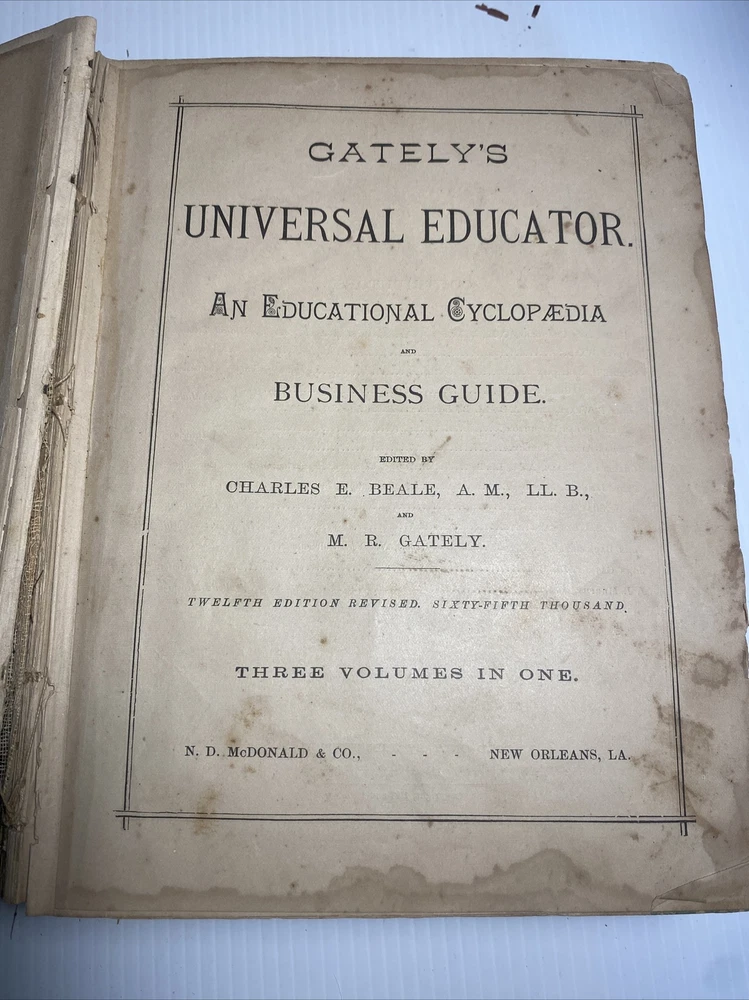 GATELY'S
UNIVERSAL EDUCATOR.
AN EDUCATIONAL CYCLOPÆDIA
AND
BUSINESS GUIDE.
EDITED BY
CHARLES E. BEALE, A. M., LL. B.,
AND
M. R. GATELY.
TWELFTH EDITION REVISED. SIXTY-FIFTH THOUSAND.
THREE VOLUMES IN ONE.
N. D. McDONALD & CO., - - - NEW ORLEANS, LA.